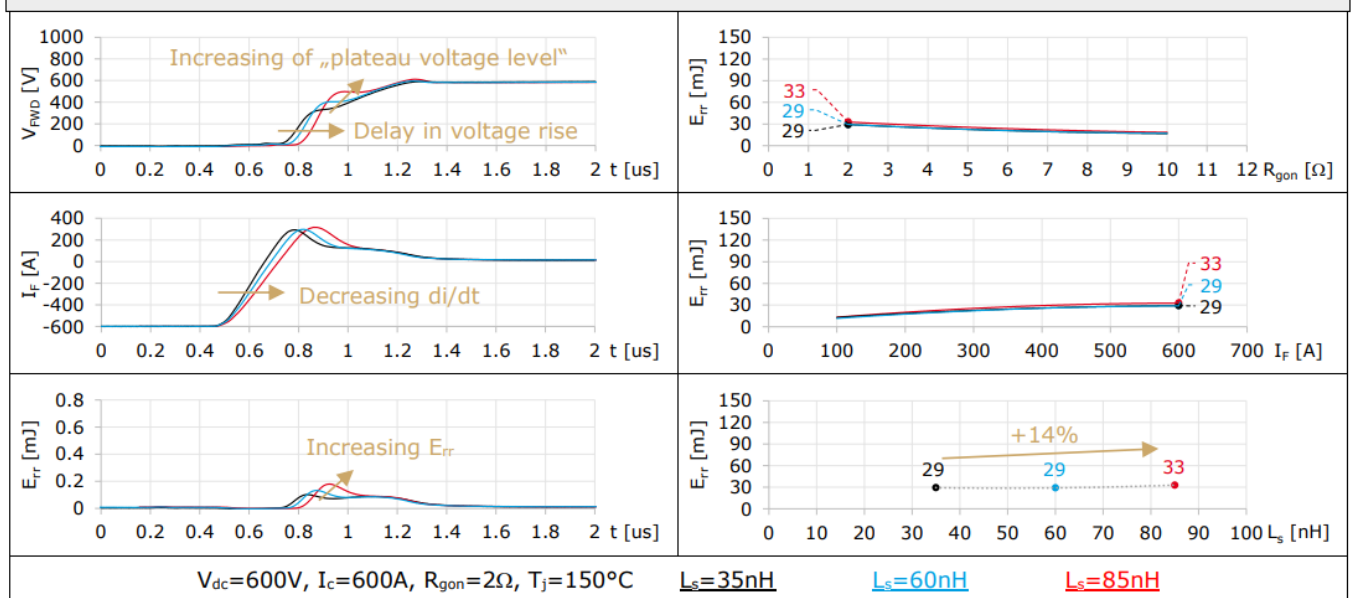 1000
800
600
400
200
0
V_FWD [V]
Increasing of „plateau voltage level“
Delay in voltage rise
0 0.2 0.4 0.6 0.8 1 1.2 1.4 1.6 1.8 2 t [us]
150
120
90
60
30
0
E_rr [mJ]
33
29
29
0 1 2 3 4 5 6 7 8 9 10 11 12 R_gon [Ω]
400
200
0
-200
-400
-600
I_F [A]
Decreasing di/dt
0 0.2 0.4 0.6 0.8 1 1.2 1.4 1.6 1.8 2 t [us]
150
120
90
60
30
0
E_rr [mJ]
33
29
29
0 100 200 300 400 500 600 700 I_F [A]
0.8
0.6
0.4
0.2
0
E_rr [mJ]
Increasing E_rr
0 0.2 0.4 0.6 0.8 1 1.2 1.4 1.6 1.8 2 t [us]
150
120
90
60
30
0
E_rr [mJ]
+14%
29 29 33
0 10 20 30 40 50 60 70 80 90 100 L_s [nH]
V_dc=600V, I_c=600A, R_gon=2Ω, T_j=150°C L_s=35nH L_s=60nH L_s=85nH